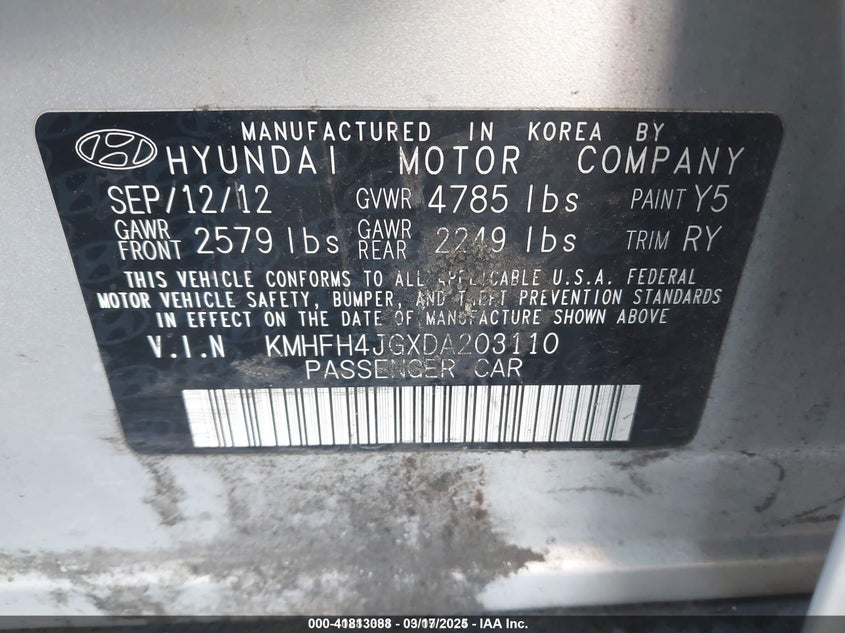 MANUFACTURED IN KOREA BY
HYUNDAI MOTOR COMPANY
SEP/12/12 GVWR 4785 lbs PAINT Y5
GAWR FRONT 2579 lbs GAWR REAR 2249 lbs TRIM RY
THIS VEHICLE CONFORMS TO ALL APPLICABLE U.S.A. FEDERAL
MOTOR VEHICLE SAFETY, BUMPER, AND THEFT PREVENTION STANDARDS
IN EFFECT ON THE DATE OF MANUFACTURE SHOWN ABOVE
V.I.N KMHFH4JGXDA203110
PASSENGER CAR
000-41813088 - 03/17/2025 - IAA Inc.